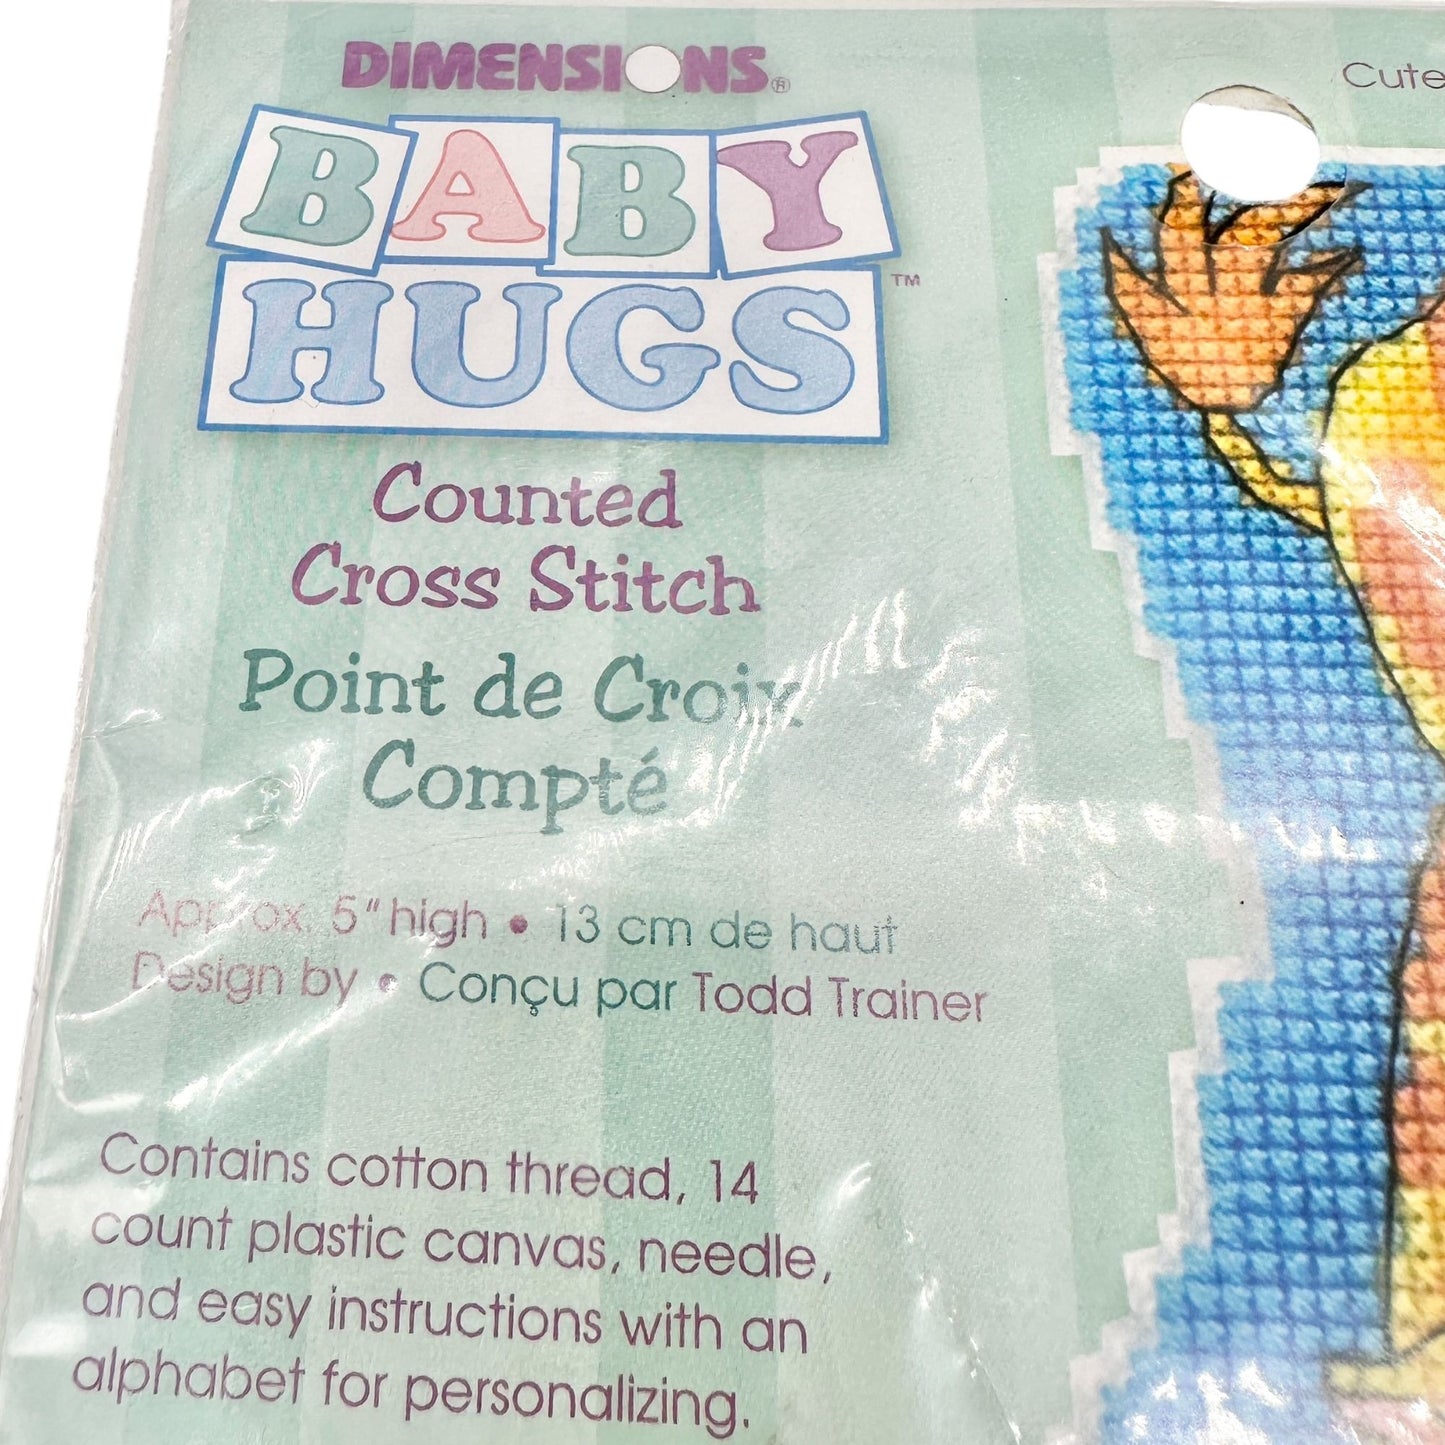 DIMENSIONS®
Cute
BABY
HUGS™
Counted
Cross Stitch
Point de Croix
Compté
Approx. 5" high • 13 cm de haut
Design by • Conçu par Todd Trainer
Contains cotton thread, 14
count plastic canvas, needle,
and easy instructions with an
alphabet for personalizing.